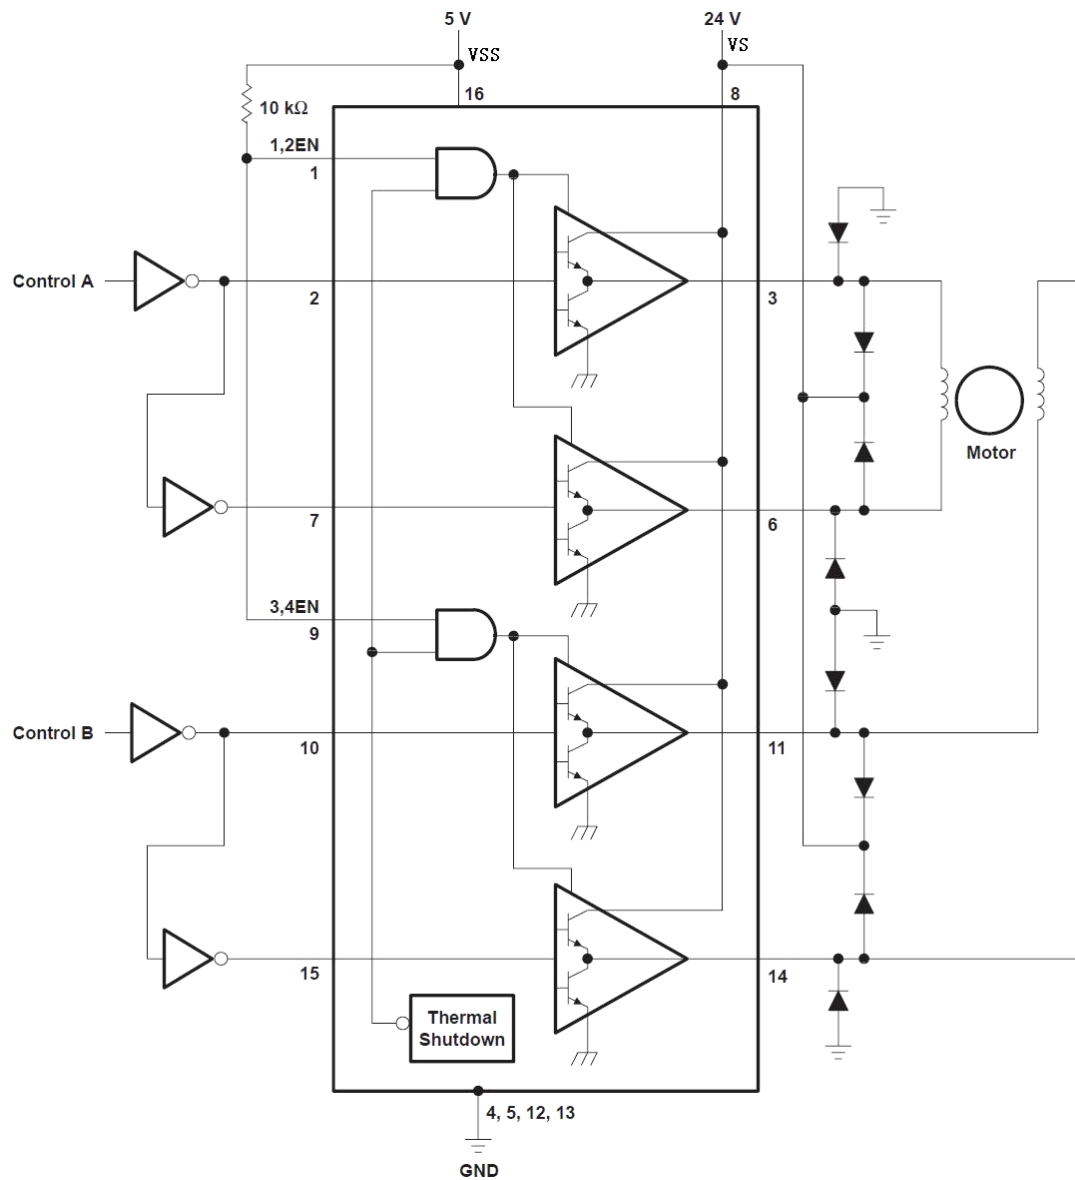 5 V
24 V
VSS
VS
16
8
10 kΩ
1,2EN
1
Control A
2
3
Motor
7
6
3,4EN
9
Control B
10
11
15
14
Thermal
Shutdown
4, 5, 12, 13
GND